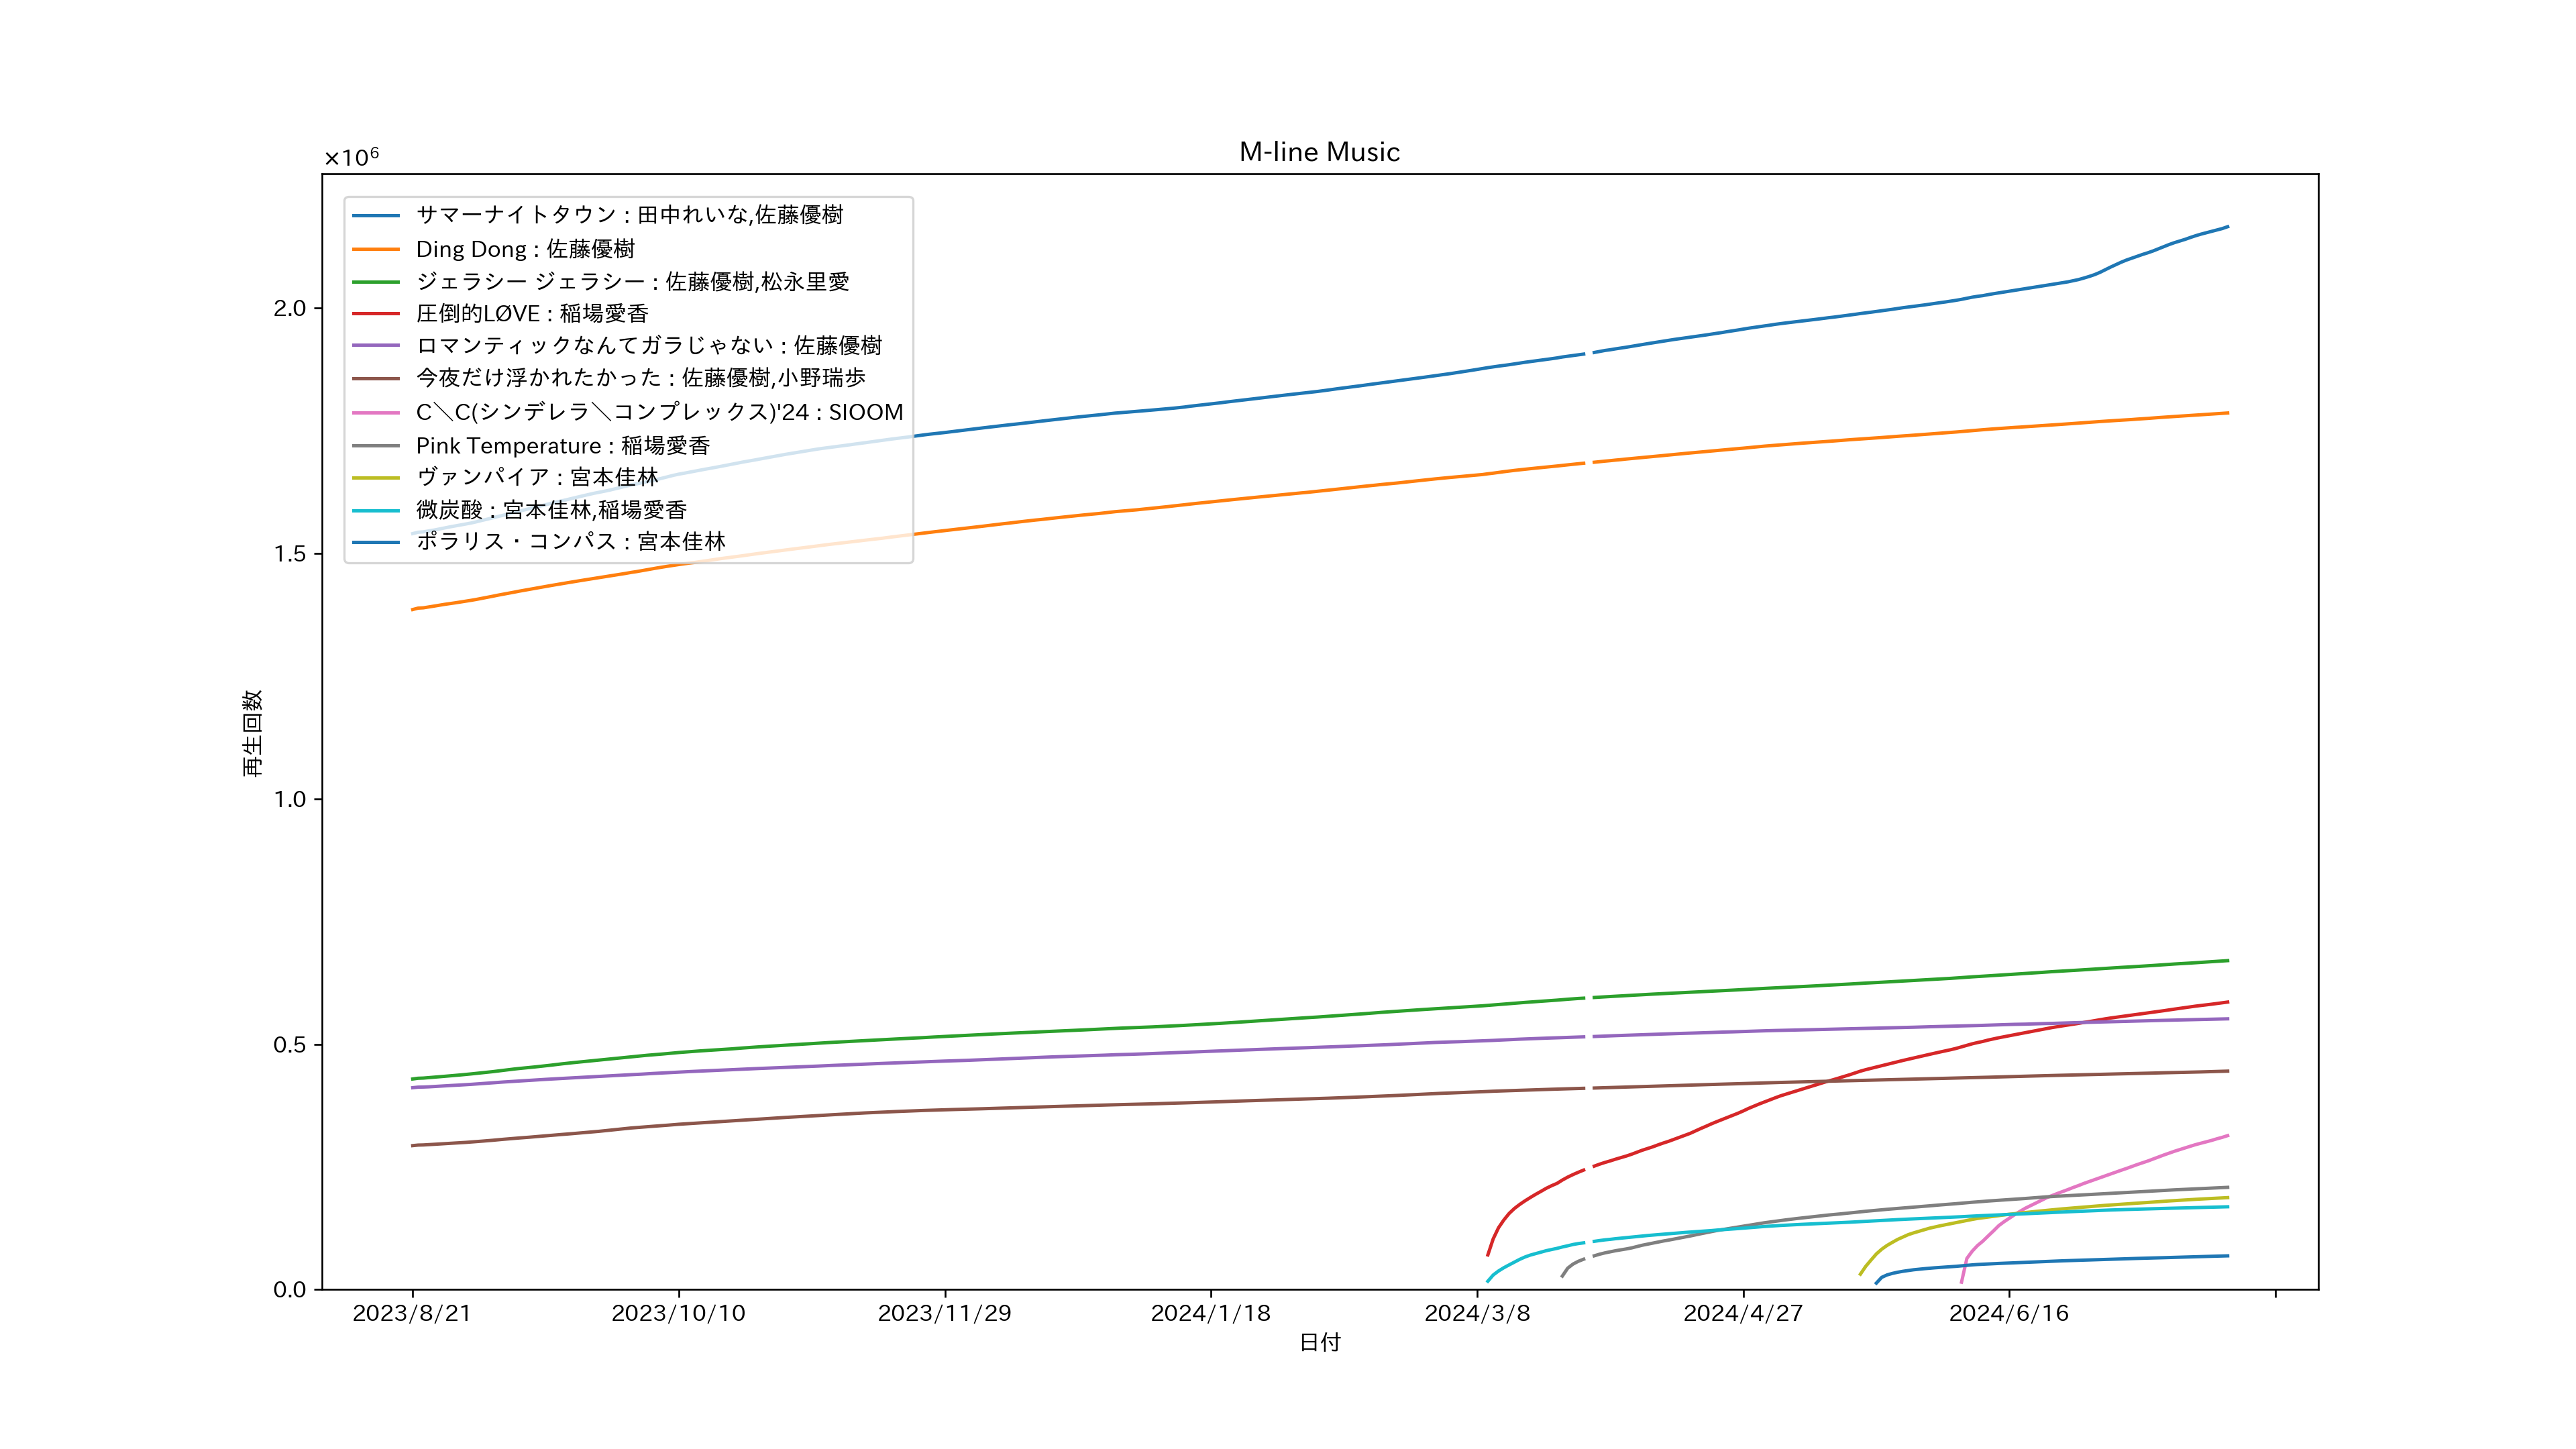 M-line Music
×10⁶
サマーナイトタウン : 田中れいな,佐藤優樹
Ding Dong : 佐藤優樹
ジェラシー ジェラシー : 佐藤優樹,松永里愛
圧倒的LØVE : 稲場愛香
ロマンティックなんてガラじゃない : 佐藤優樹
今夜だけ浮かれたかった : 佐藤優樹,小野瑞歩
C＼C(シンデレラ＼コンプレックス)'24 : SIOOM
Pink Temperature : 稲場愛香
ヴァンパイア : 宮本佳林
微炭酸 : 宮本佳林,稲場愛香
ポラリス・コンパス : 宮本佳林
2.0
1.5
1.0
0.5
0.0
再生回数
2023/8/21 2023/10/10 2023/11/29 2024/1/18 2024/3/8 2024/4/27 2024/6/16
日付